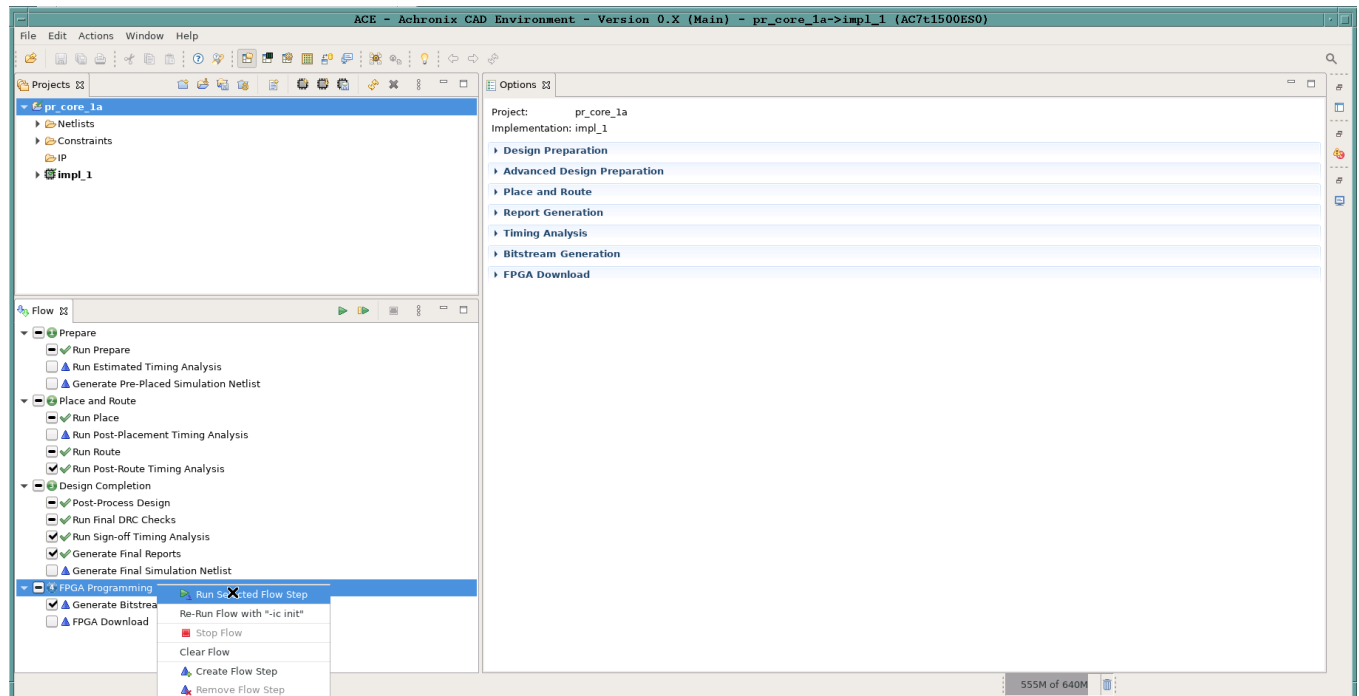 ACE - Achronix CAD Environment - Version 0.X (Main) - pr_core_1a->impl_1 (AC7t1500ES0)
File Edit Actions Window Help
Projects
pr_core_1a
Netlists
Constraints
IP
impl_1
Options
Project: pr_core_1a
Implementation: impl_1
Design Preparation
Advanced Design Preparation
Place and Route
Report Generation
Timing Analysis
Bitstream Generation
FPGA Download
Flow
Prepare
Run Prepare
Run Estimated Timing Analysis
Generate Pre-Placed Simulation Netlist
Place and Route
Run Place
Run Post-Placement Timing Analysis
Run Route
Run Post-Route Timing Analysis
Design Completion
Post-Process Design
Run Final DRC Checks
Run Sign-off Timing Analysis
Generate Final Reports
Generate Final Simulation Netlist
FPGA Programming
Generate Bitstrea
FPGA Download
Run Selected Flow Step
Re-Run Flow with "-ic init"
Stop Flow
Clear Flow
Create Flow Step
Remove Flow Step
555M of 640M